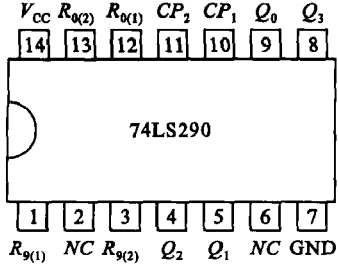 V_CC R_0(2) R_0(1) CP_2 CP_1 Q_0 Q_3
14 13 12 11 10 9 8
74LS290
1 2 3 4 5 6 7
R_9(1) NC R_9(2) Q_2 Q_1 NC GND